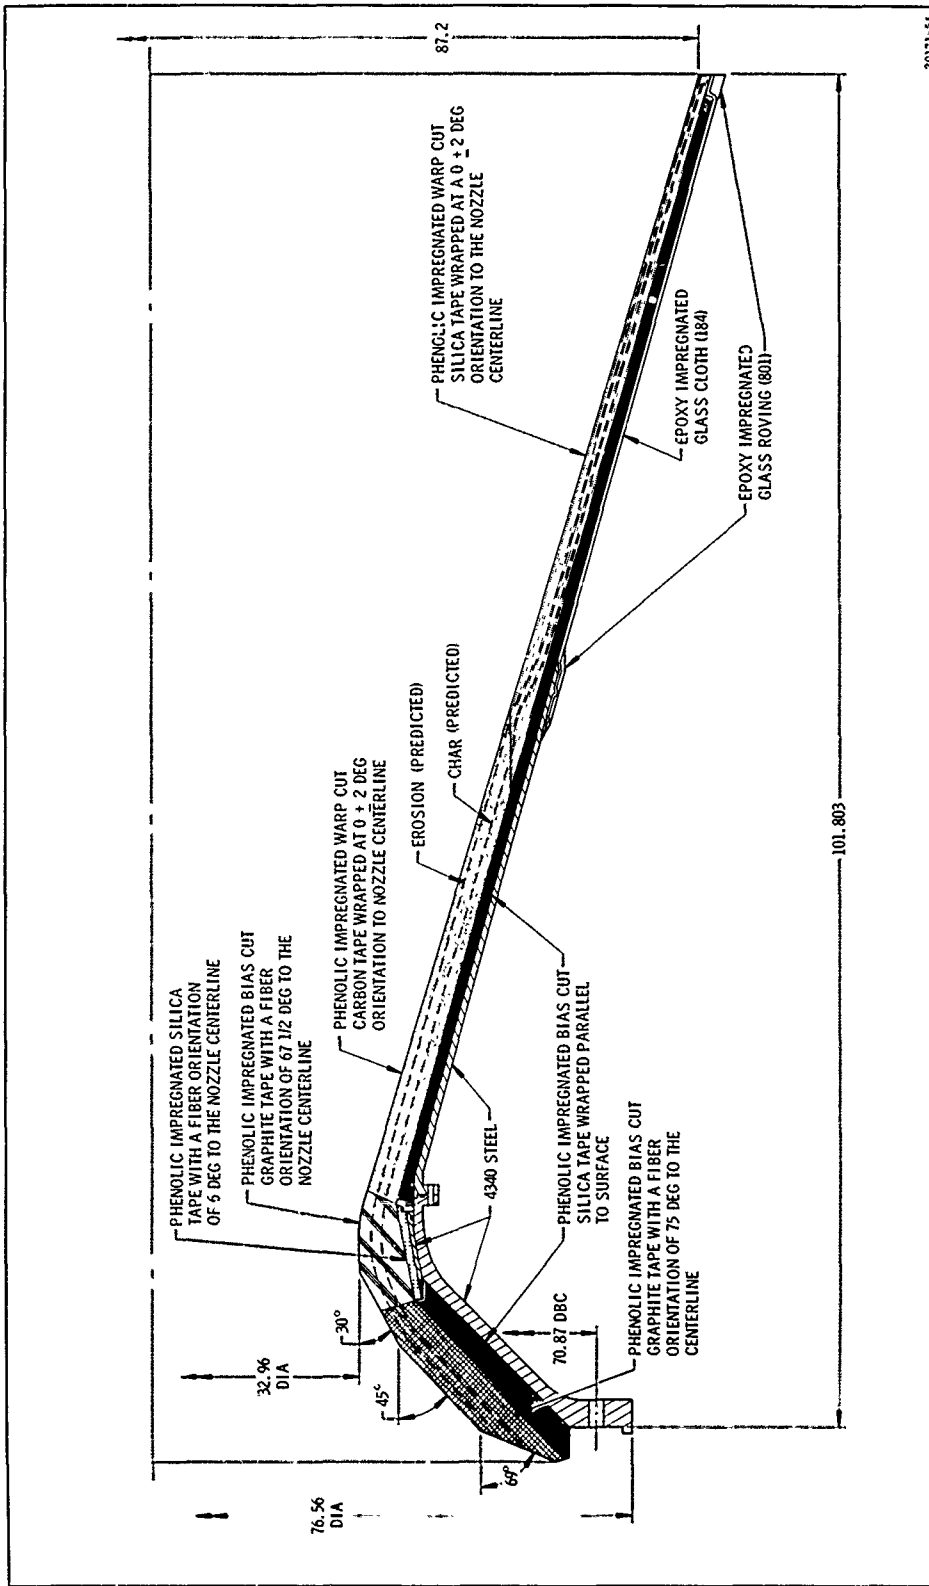 PHENOLIC IMPREGNATED SILICA
TAPE WITH A FIBER ORIENTATION
OF 6 DEG TO THE NOZZLE CENTERLINE
PHENOLIC IMPREGNATED BIAS CUT
GRAPHITE TAPE WITH A FIBER
ORIENTATION OF 67 1/2 DEG TO THE
NOZZLE CENTERLINE
PHENOLIC IMPREGNATED WARP CUT
CARBON TAPE WRAPPED AT 0 ± 2 DEG
ORIENTATION TO NOZZLE CENTERLINE
EROSION (PREDICTED)
CHAR (PREDICTED)
PHENOLIC IMPREGNATED WARP CUT
SILICA TAPE WRAPPED AT A 0 ± 2 DEG
ORIENTATION TO THE NOZZLE
CENTERLINE
87.2
76.56
DIA
32.96
DIA
30°
45°
69°
70.87 DBC
4340 STEEL
PHENOLIC IMPREGNATED BIAS CUT
SILICA TAPE WRAPPED PARALLEL
TO SURFACE
PHENOLIC IMPREGNATED BIAS CUT
GRAPHITE TAPE WITH A FIBER
ORIENTATION OF 75 DEG TO THE
CENTERLINE
EPOXY IMPREGNATED
GLASS CLOTH (184)
EPOXY IMPREGNATED
GLASS ROVING (801)
101.803